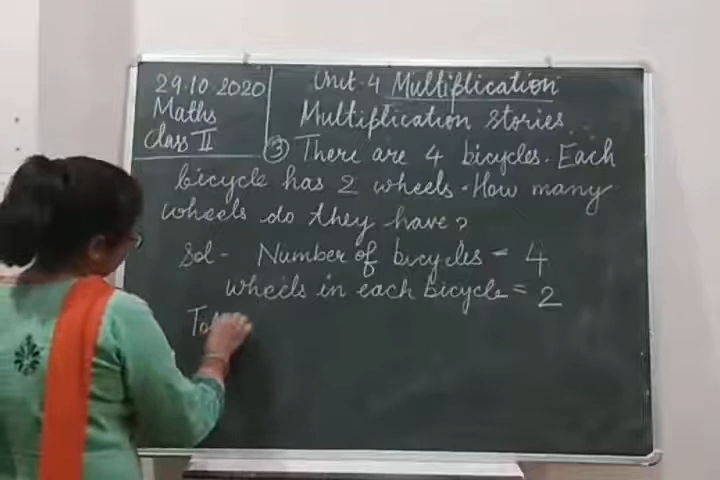 29.10.2020
Maths
Class II
Unit-4 Multiplication
Multiplication stories
③ There are 4 bicycles. Each
bicycle has 2 wheels. How many
wheels do they have?
Sol- Number of bicycles = 4
wheels in each bicycle = 2